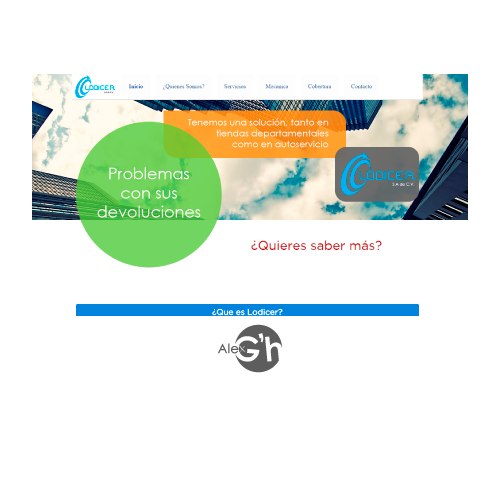 LODICER
Inicio
¿Quienes Somos?
Servicios
Mecánica
Cobertura
Contacto
Tenemos una solución, tanto en
tiendas departamentales
como en autoservicio
Problemas
con sus
devoluciones
LODICER
S.A de C.V.
¿Quieres saber más?
¿Que es Lodicer?
Alex G'h